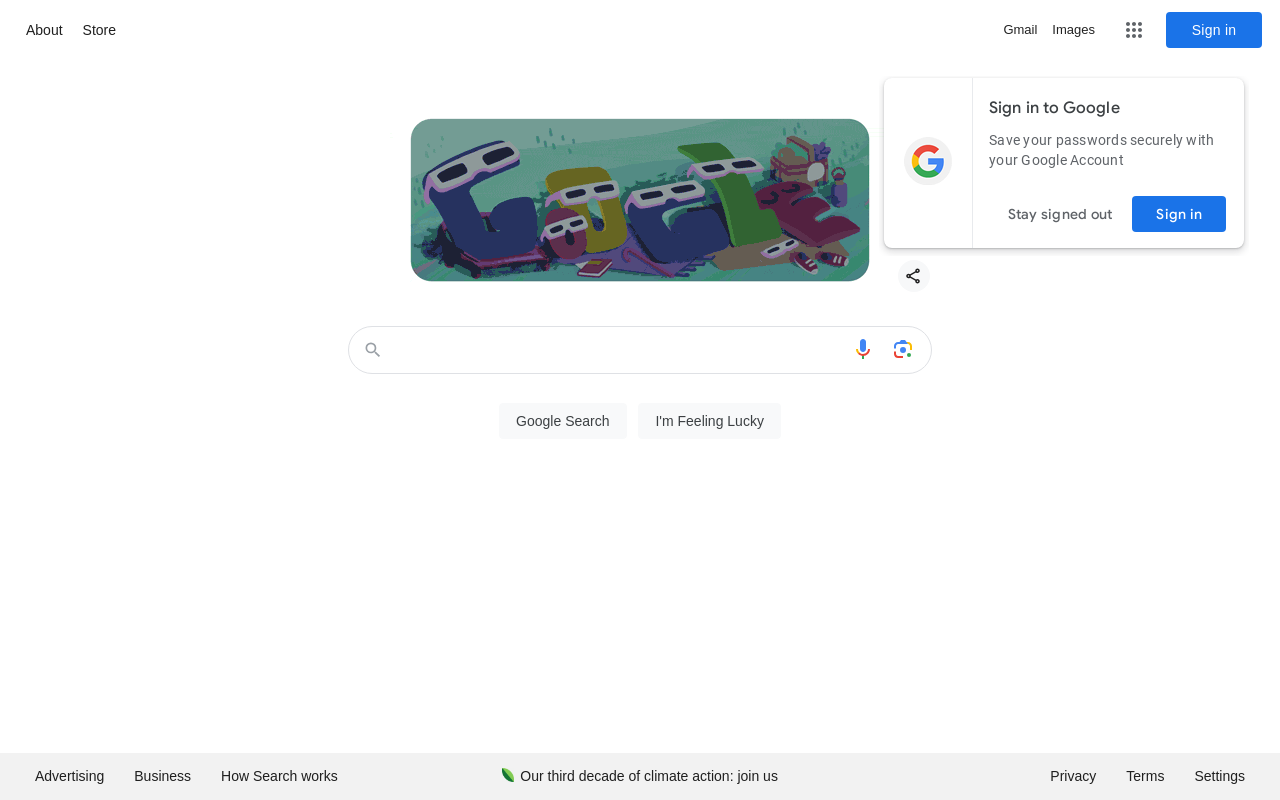 About Store Gmail Images Sign in
Sign in to Google
Save your passwords securely with
your Google Account
Stay signed out Sign in
Google Search I'm Feeling Lucky
Advertising Business How Search works Our third decade of climate action: join us Privacy Terms Settings